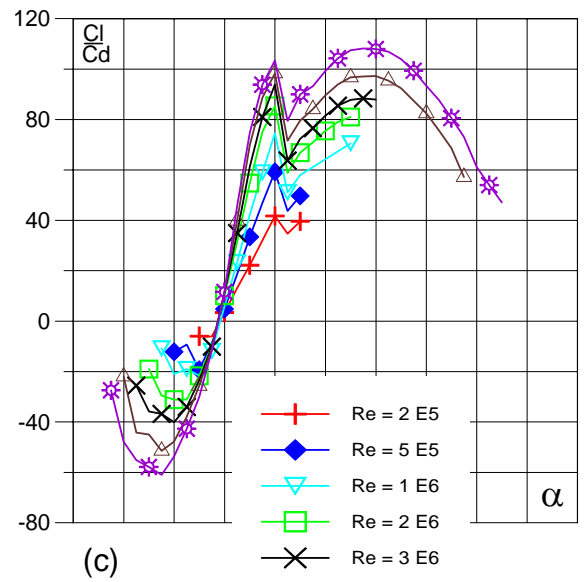 120
Cl
Cd
80
40
0
-40
-80
α
Re = 2 E5
Re = 5 E5
Re = 1 E6
Re = 2 E6
Re = 3 E6
(c)